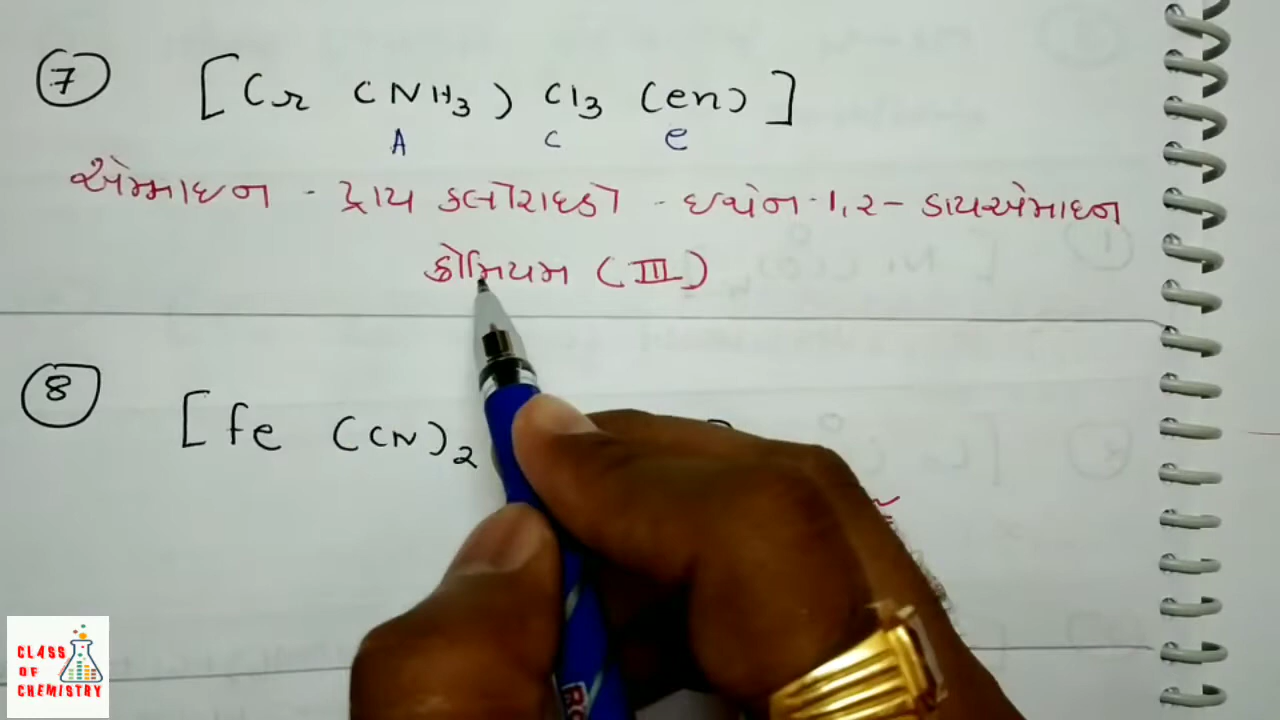 7 [Cr (NH3) Cl3 (en)]
A C e
એમ્માઇન - ટ્રાય ક્લોરાઇડો - ઇથેન-1,2- ડાયએમાઇન
ક્રોમિયમ (III)
8 [Fe (CN)2
CLASS
OF
CHEMISTRY